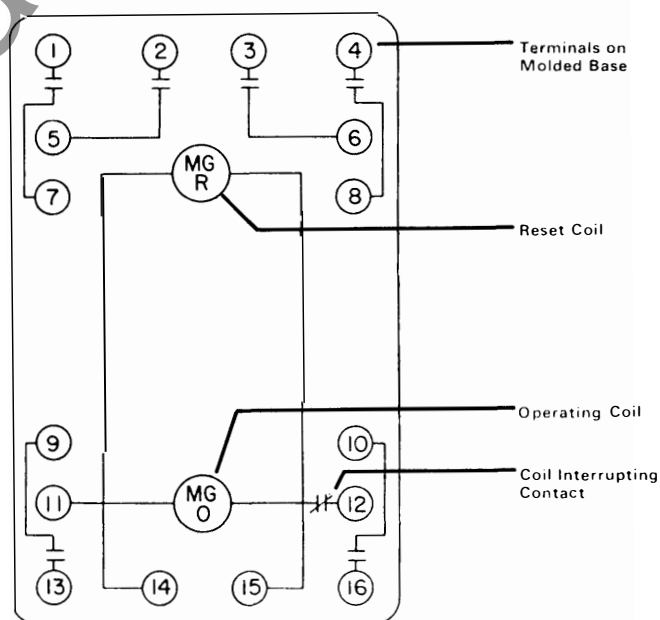 1 2 3 4
Terminals on
Molded Base
5 6
MG
R
7 8
Reset Coil
Operating Coil
9 10
Coil Interrupting
Contact
11 MG
O 12
13 14 15 16